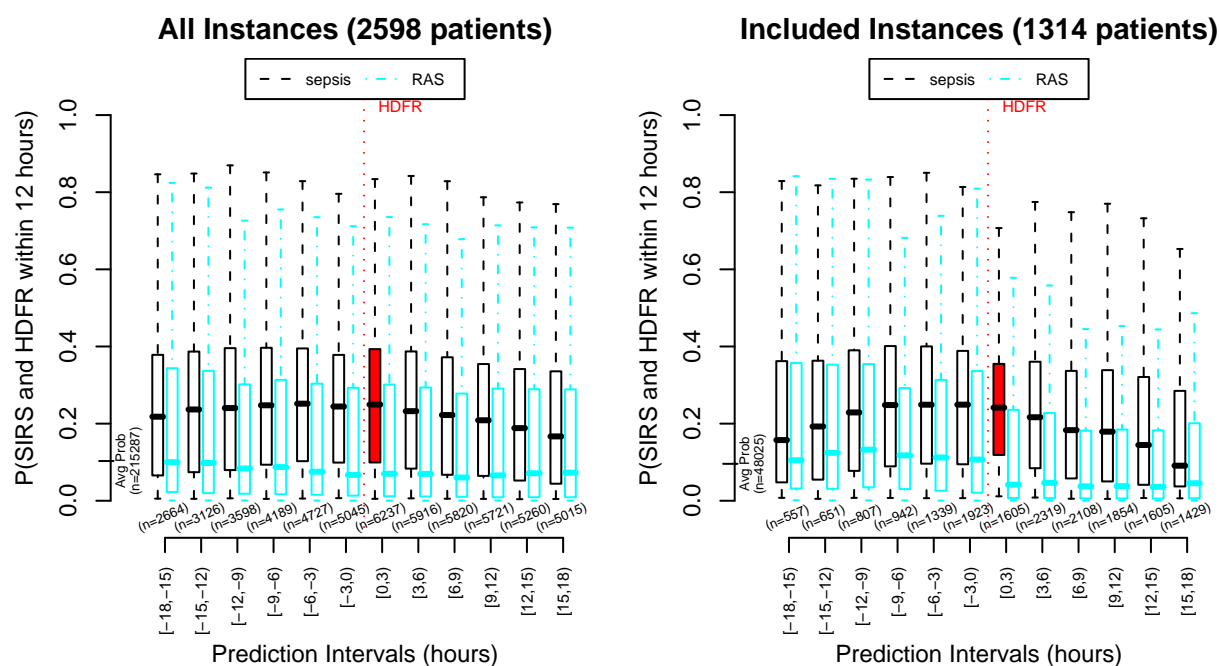 All Instances (2598 patients)
sepsis RAS
HDFR
P(SIRS and HDFR within 12 hours)
1.0
0.8
0.6
0.4
0.2
0.0
Avg Prob
(n=215287)
(n=2664) (n=3126) (n=3598) (n=4189) (n=4727) (n=5045) (n=6237) (n=5916) (n=5820) (n=5721) (n=5260) (n=5015)
[−18,−15) [−15,−12) [−12,−9) [−9,−6) [−6,−3) [−3,0) [0,3) [3,6) [6,9) [9,12) [12,15) [15,18)
Prediction Intervals (hours)
Included Instances (1314 patients)
sepsis RAS
HDFR
P(SIRS and HDFR within 12 hours)
1.0
0.8
0.6
0.4
0.2
0.0
Avg Prob
(n=48025)
(n=557) (n=651) (n=807) (n=942) (n=1339) (n=1923) (n=1605) (n=2319) (n=2108) (n=1854) (n=1605) (n=1429)
[−18,−15) [−15,−12) [−12,−9) [−9,−6) [−6,−3) [−3,0) [0,3) [3,6) [6,9) [9,12) [12,15) [15,18)
Prediction Intervals (hours)